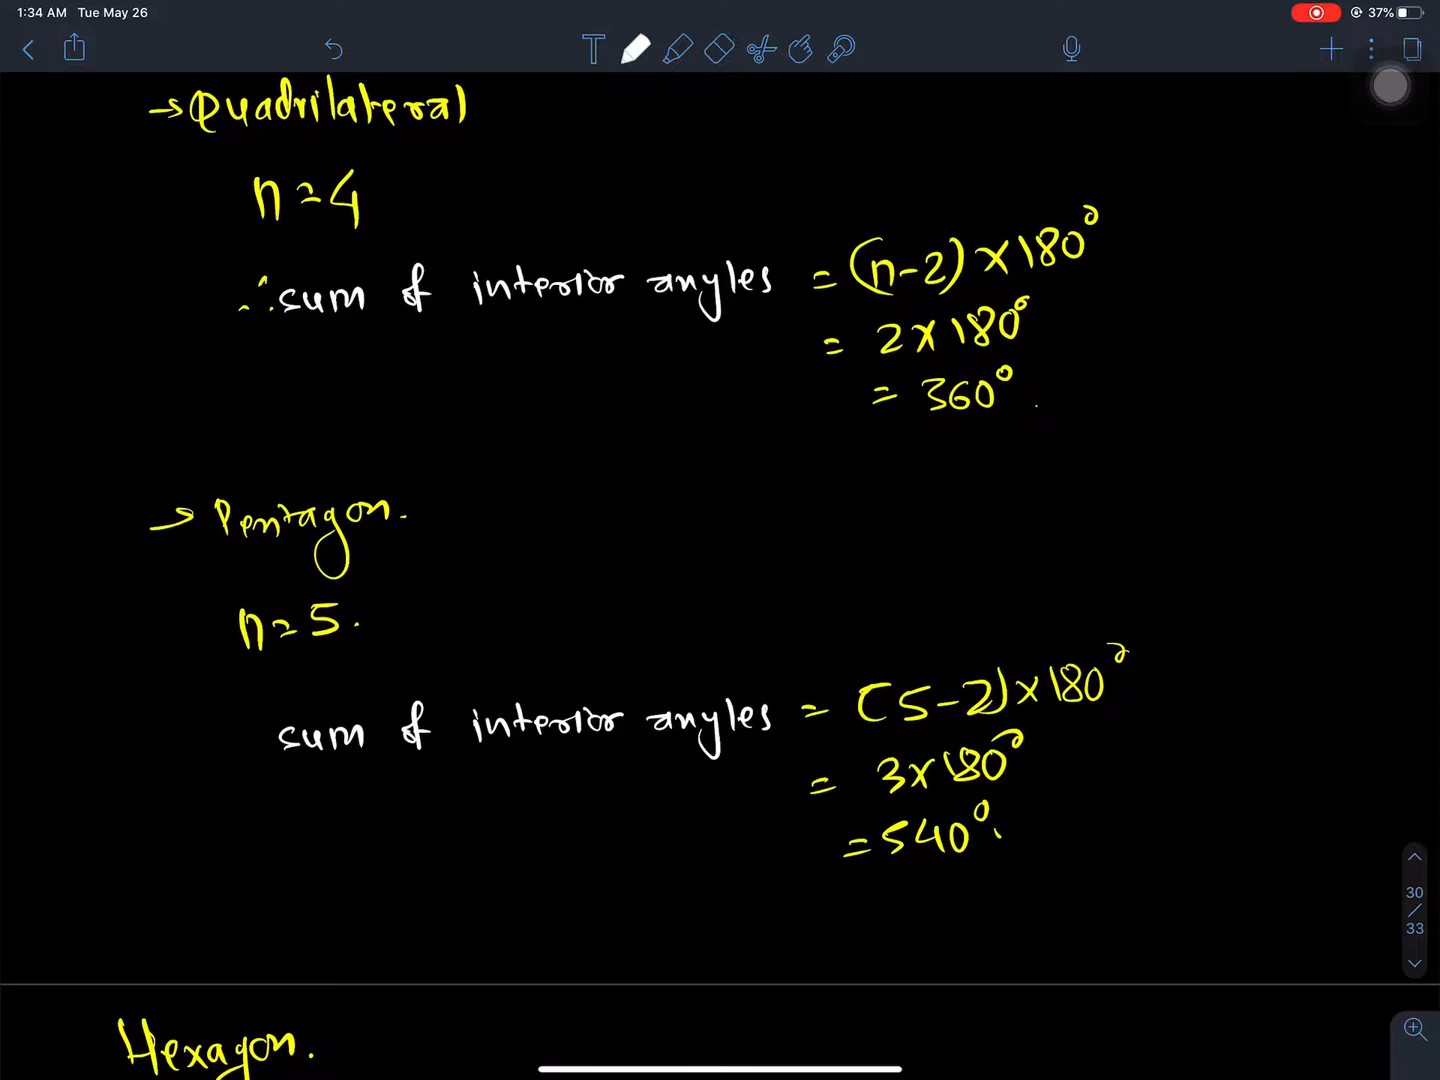 1:34 AM Tue May 26
37%
→ Quadrilateral
n = 4
∴ sum of interior angles = (n-2) × 180°
= 2 × 180°
= 360°
→ Pentagon.
n = 5.
sum of interior angles = (5-2) × 180°
= 3 × 180°
= 540°
30
/
33
Hexagon.